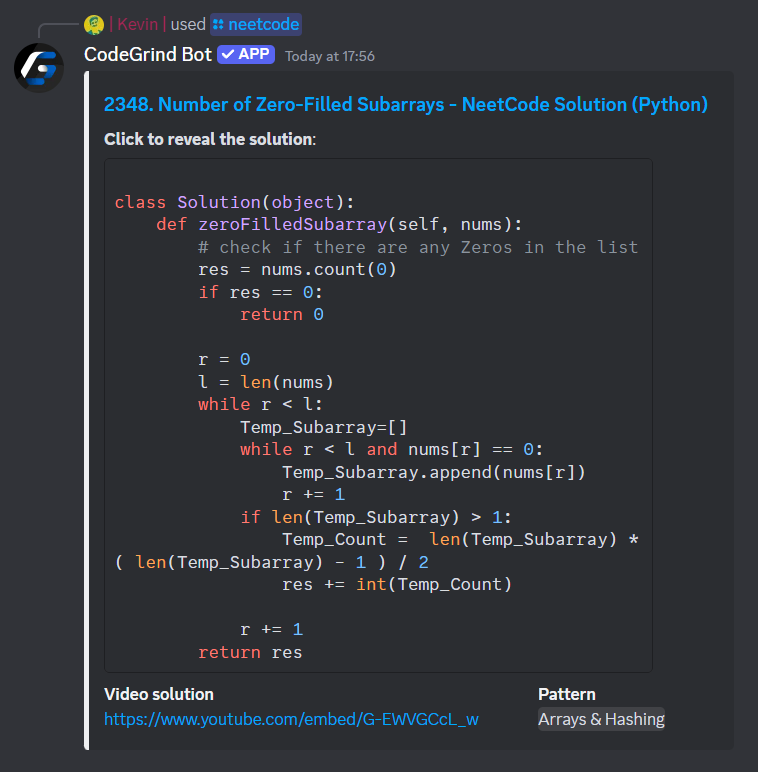 | Kevin | used neetcode
CodeGrind Bot APP Today at 17:56
2348. Number of Zero-Filled Subarrays - NeetCode Solution (Python)
Click to reveal the solution:
class Solution(object):
    def zeroFilledSubarray(self, nums):
        # check if there are any Zeros in the list
        res = nums.count(0)
        if res == 0:
            return 0
        r = 0
        l = len(nums)
        while r < l:
            Temp_Subarray=[]
            while r < l and nums[r] == 0:
                Temp_Subarray.append(nums[r])
                r += 1
            if len(Temp_Subarray) > 1:
                Temp_Count =  len(Temp_Subarray) *
( len(Temp_Subarray) - 1 ) / 2
                res += int(Temp_Count)
            r += 1
        return res
Video solution
https://www.youtube.com/embed/G-EWVGCcL_w
Pattern
Arrays & Hashing